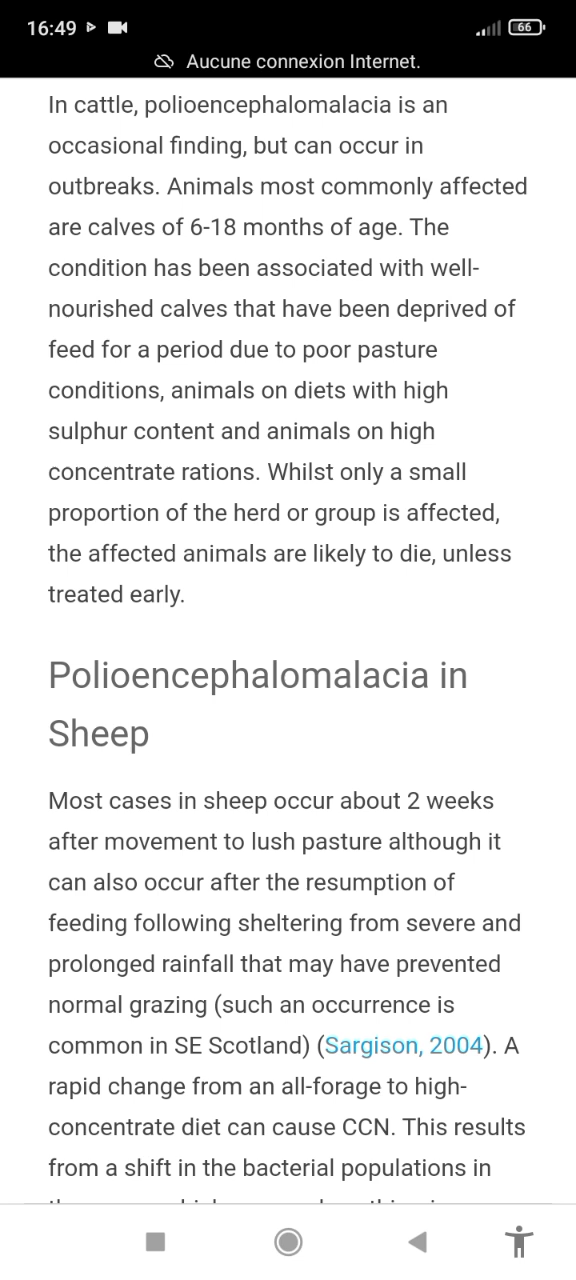 16:49
66
Aucune connexion Internet.
In cattle, polioencephalomalacia is an
occasional finding, but can occur in
outbreaks. Animals most commonly affected
are calves of 6-18 months of age. The
condition has been associated with well-
nourished calves that have been deprived of
feed for a period due to poor pasture
conditions, animals on diets with high
sulphur content and animals on high
concentrate rations. Whilst only a small
proportion of the herd or group is affected,
the affected animals are likely to die, unless
treated early.
Polioencephalomalacia in
Sheep
Most cases in sheep occur about 2 weeks
after movement to lush pasture although it
can also occur after the resumption of
feeding following sheltering from severe and
prolonged rainfall that may have prevented
normal grazing (such an occurrence is
common in SE Scotland) (Sargison, 2004). A
rapid change from an all-forage to high-
concentrate diet can cause CCN. This results
from a shift in the bacterial populations in